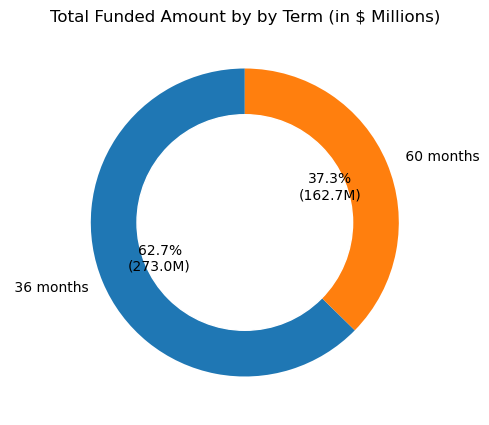 Total Funded Amount by by Term (in $ Millions)
60 months
37.3%
(162.7M)
62.7%
(273.0M)
36 months